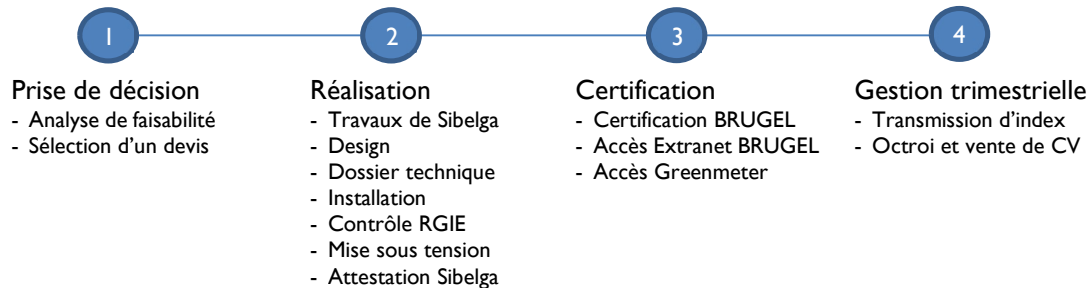 1
2
3
4
Prise de décision
- Analyse de faisabilité
- Sélection d'un devis
Réalisation
- Travaux de Sibelga
- Design
- Dossier technique
- Installation
- Contrôle RGIE
- Mise sous tension
- Attestation Sibelga
Certification
- Certification BRUGEL
- Accès Extranet BRUGEL
- Accès Greenmeter
Gestion trimestrielle
- Transmission d'index
- Octroi et vente de CV